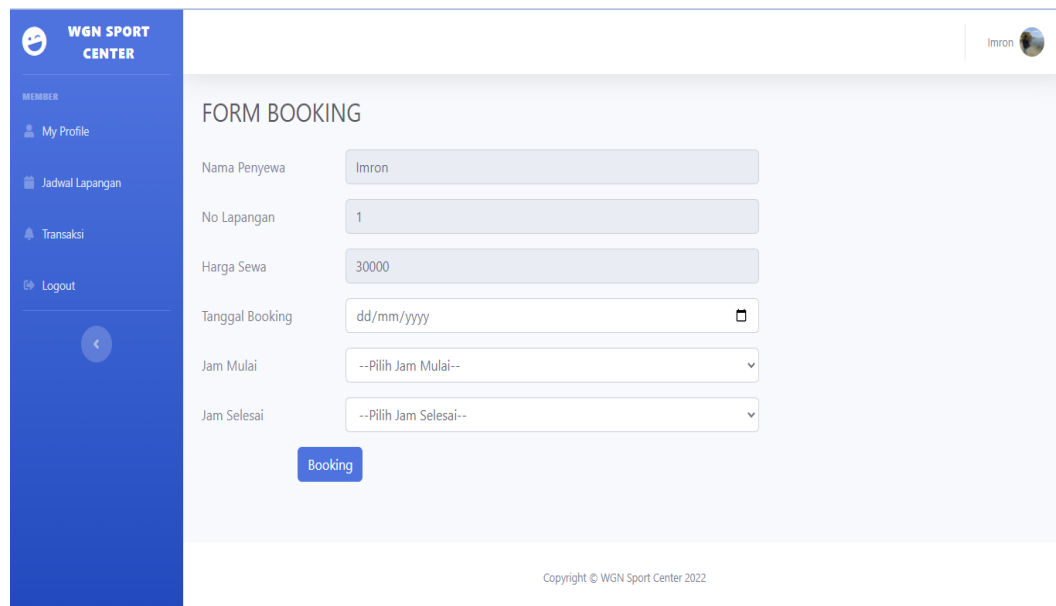 WGN SPORT
CENTER
Imron
MEMBER
My Profile
Jadwal Lapangan
Transaksi
Logout
FORM BOOKING
Nama Penyewa Imron
No Lapangan 1
Harga Sewa 30000
Tanggal Booking dd/mm/yyyy
Jam Mulai --Pilih Jam Mulai--
Jam Selesai --Pilih Jam Selesai--
Booking
Copyright © WGN Sport Center 2022